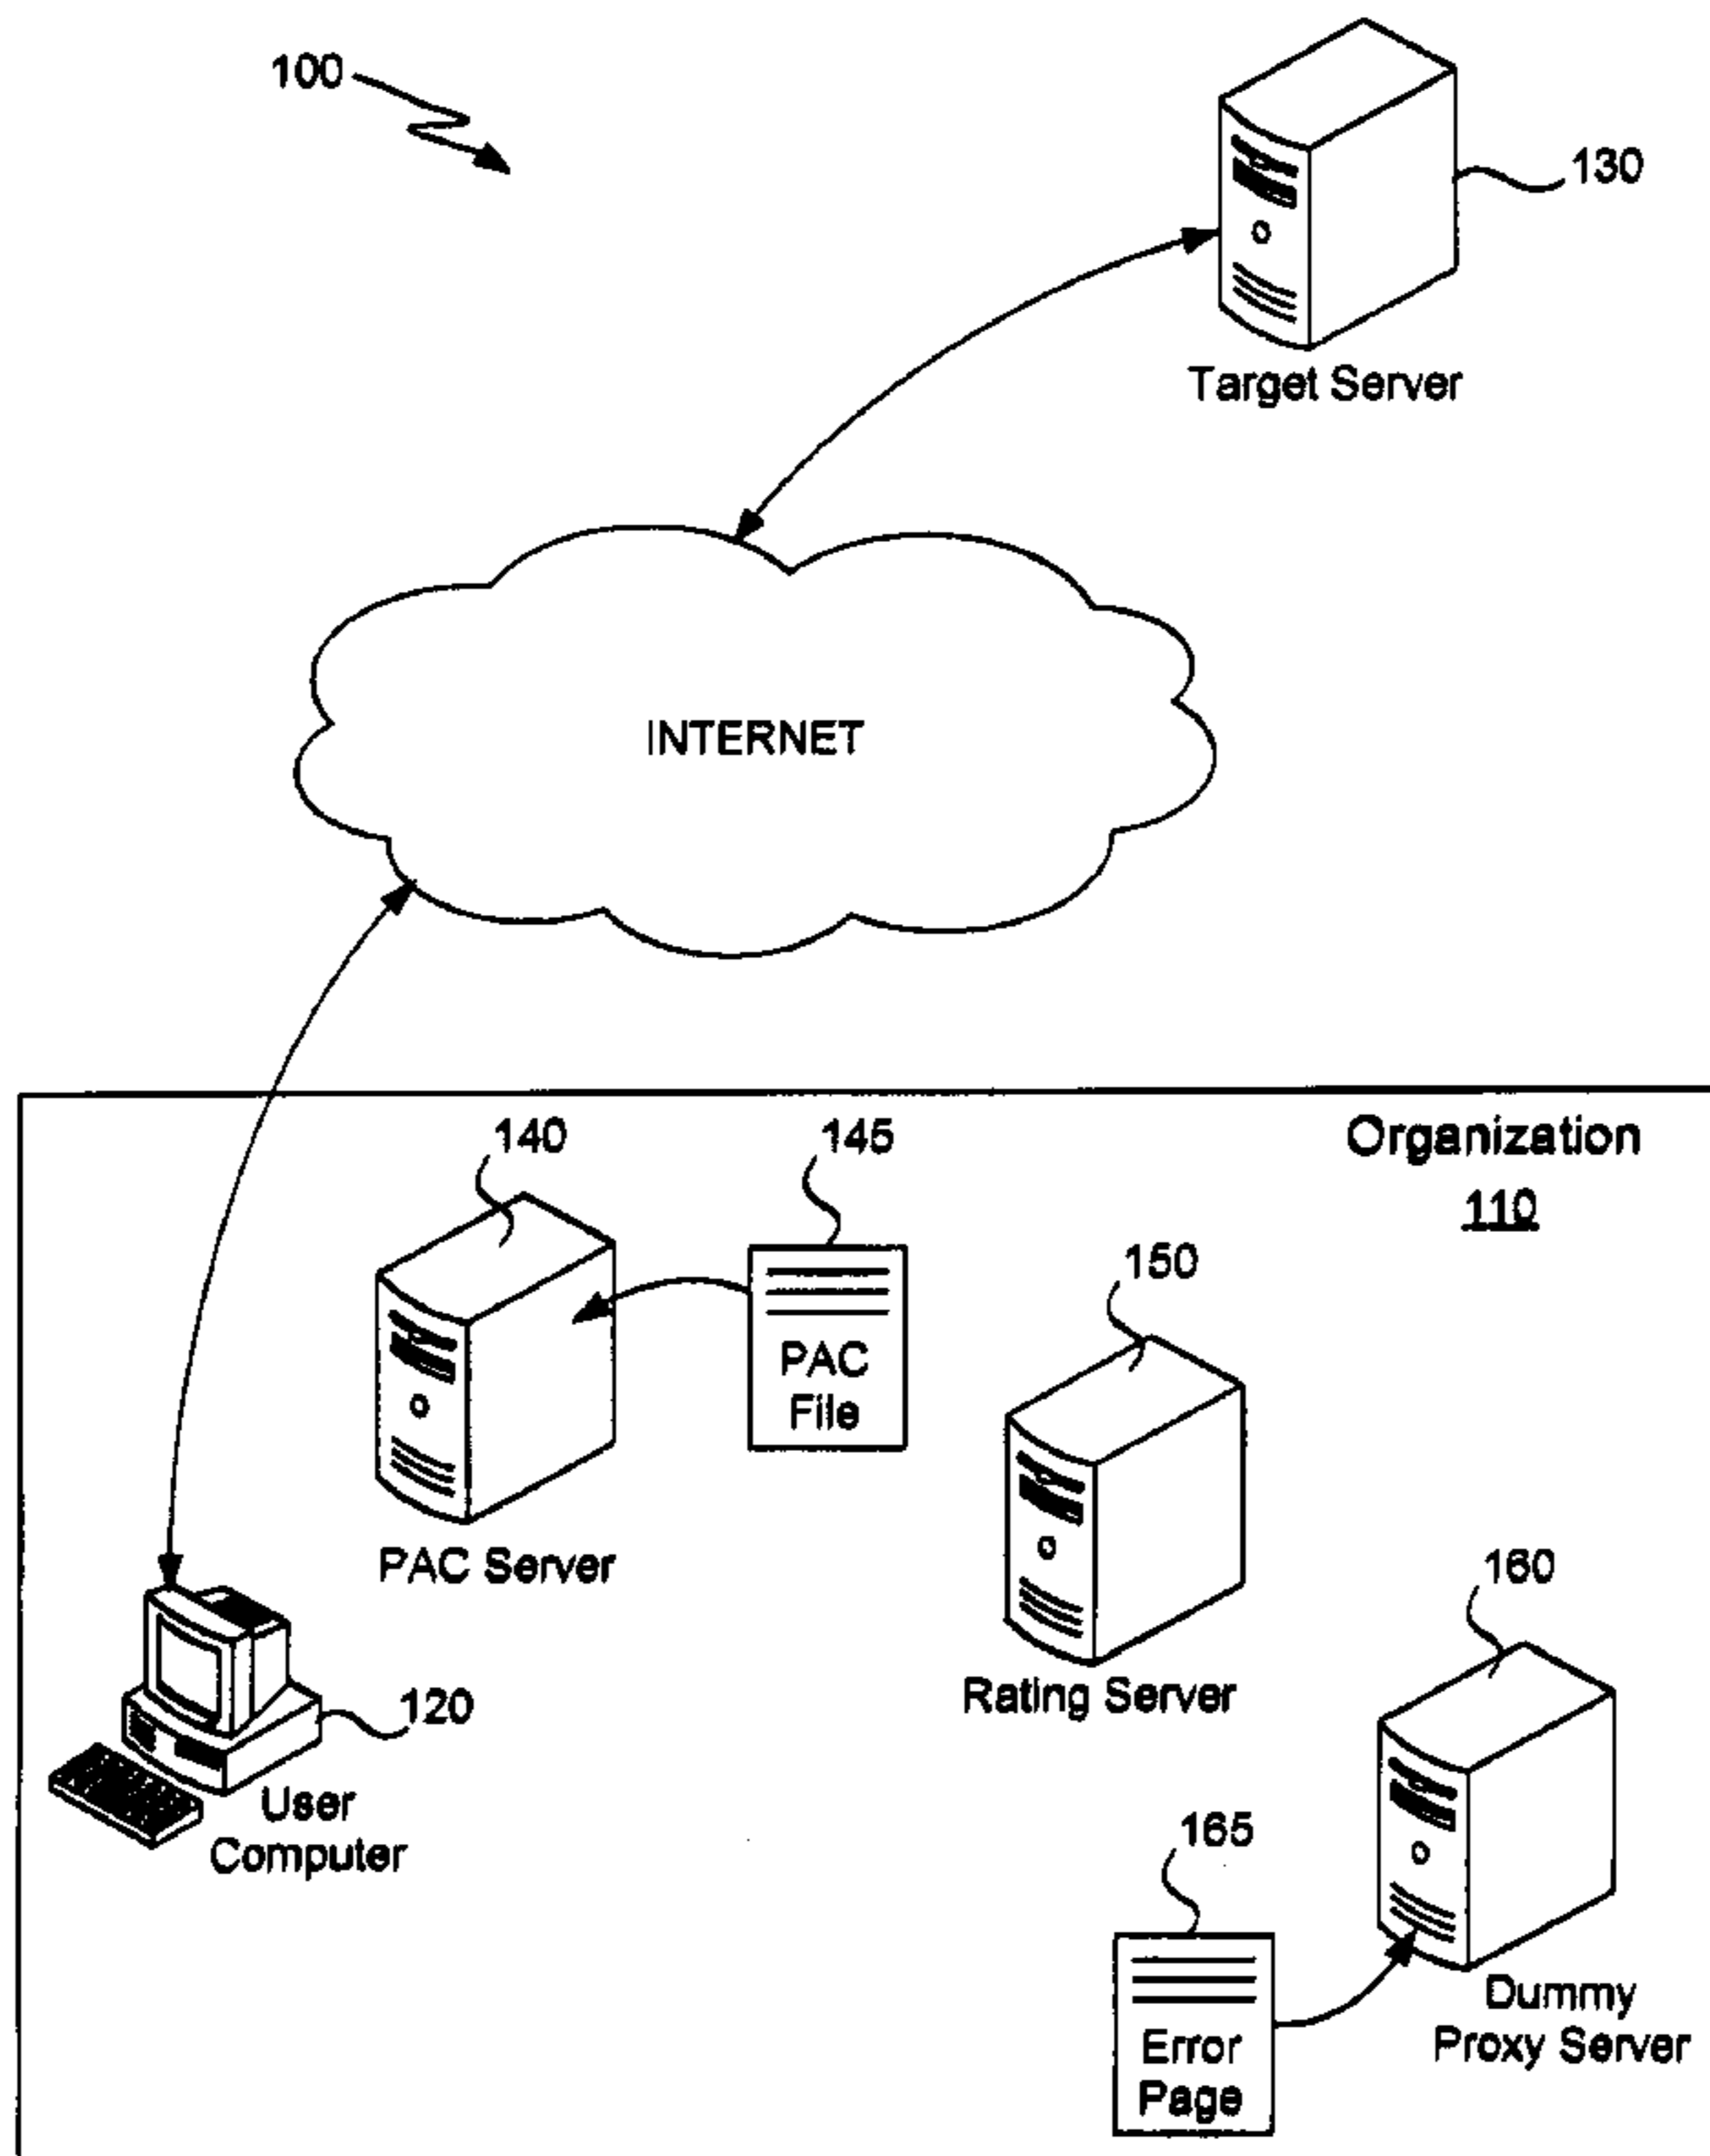 100
130
Target Server
INTERNET
Organization
110
140
145
PAC
File
150
PAC Server
160
Rating Server
120
User
Computer
165
Dummy
Proxy Server
Error
Page